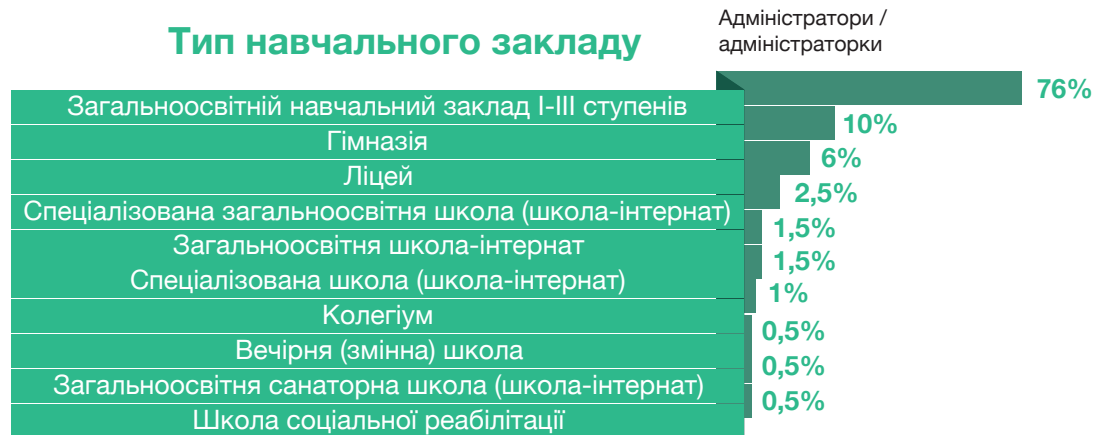 Тип навчального закладу
Адміністратори /
адміністраторки
Загальноосвітній навчальний заклад І-ІІІ ступенів
76%
Гімназія
10%
Ліцей
6%
Спеціалізована загальноосвітня школа (школа-інтернат)
2,5%
Загальноосвітня школа-інтернат
1,5%
Спеціалізована школа (школа-інтернат)
1,5%
Колегіум
1%
Вечірня (змінна) школа
0,5%
Загальноосвітня санаторна школа (школа-інтернат)
0,5%
Школа соціальної реабілітації
0,5%